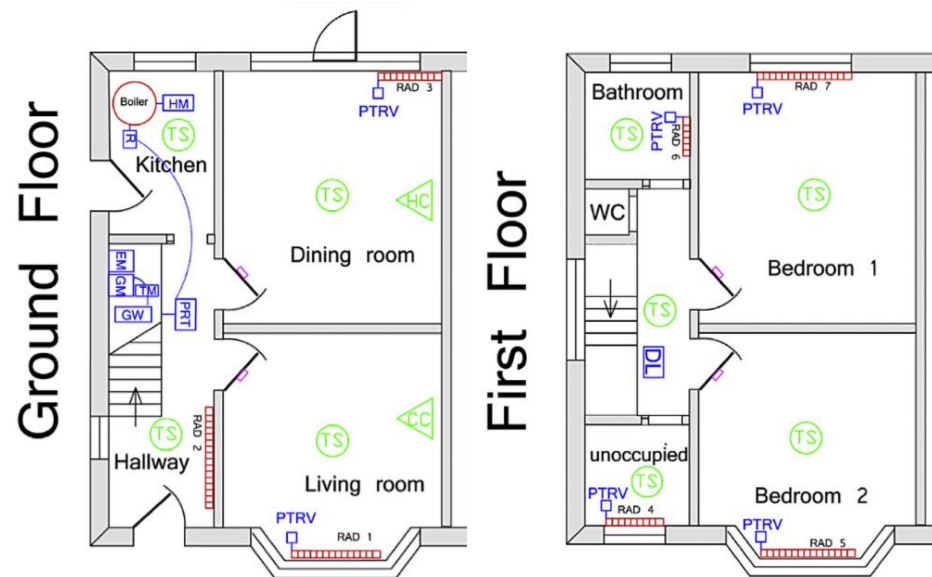 Ground Floor
Boiler
HM
R
TS
Kitchen
RAD 3
PTRV
TS
HC
Dining room
EM
GM
TM
GW
PRT
TS
Hallway
RAD 2
TS
CC
Living room
PTRV
RAD 1
First Floor
Bathroom
TS
PTRV
RAD 6
RAD 7
PTRV
TS
WC
Bedroom 1
TS
DL
unoccupied
TS
PTRV
RAD 4
TS
Bedroom 2
PTRV
RAD 5